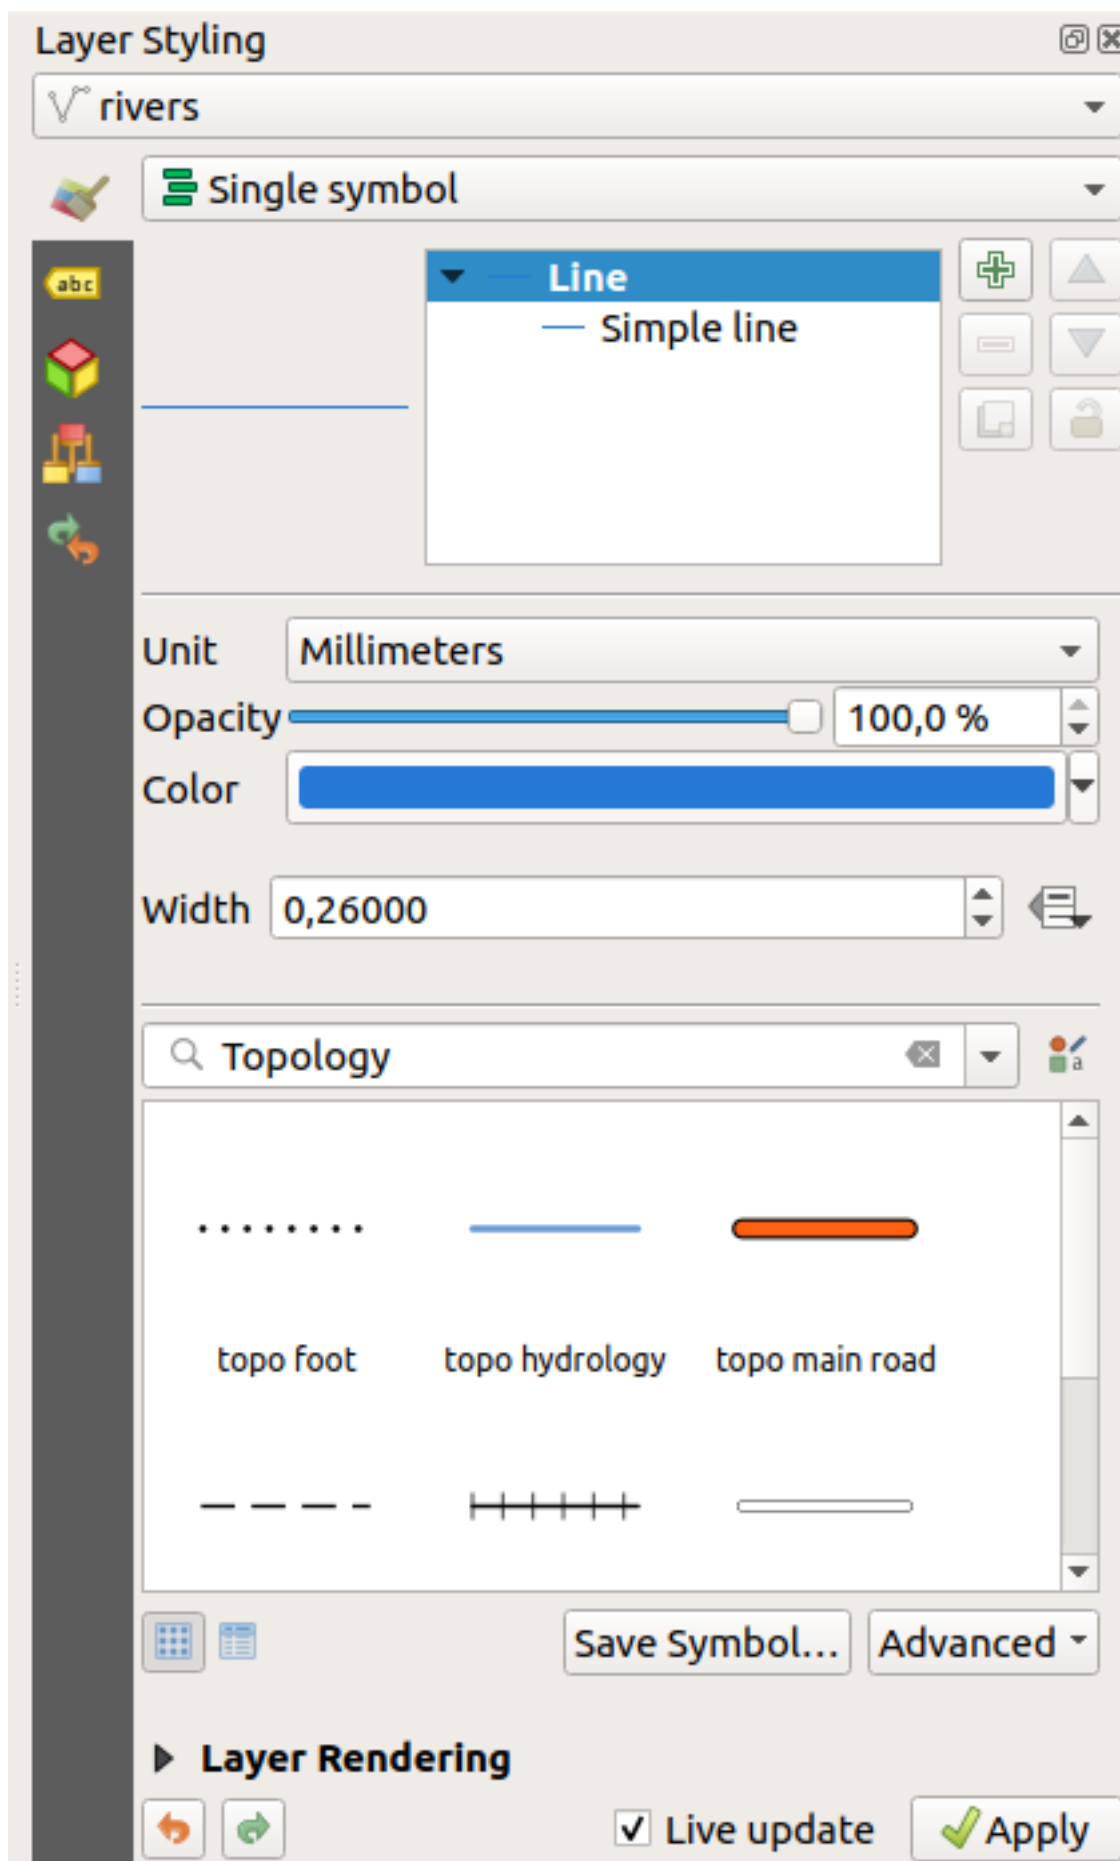 Layer Styling
rivers
Single symbol
abc
Line
Simple line
Unit Millimeters
Opacity 100,0 %
Color
Width 0,26000
Topology
a
topo foot topo hydrology topo main road
Save Symbol... Advanced
Layer Rendering
Live update Apply